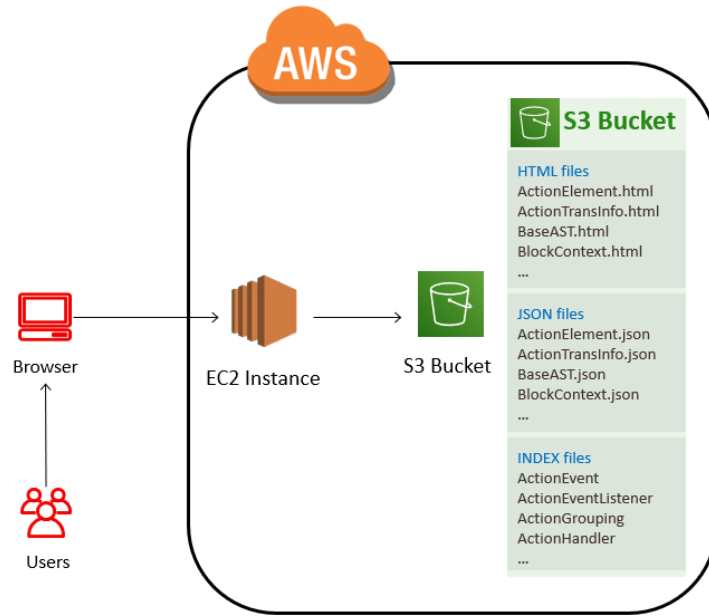 AWS
S3 Bucket
HTML files
ActionElement.html
ActionTransInfo.html
BaseAST.html
BlockContext.html
...
JSON files
ActionElement.json
ActionTransInfo.json
BaseAST.json
BlockContext.json
...
INDEX files
ActionEvent
ActionEventListener
ActionGrouping
ActionHandler
...
Browser
EC2 Instance
S3 Bucket
Users